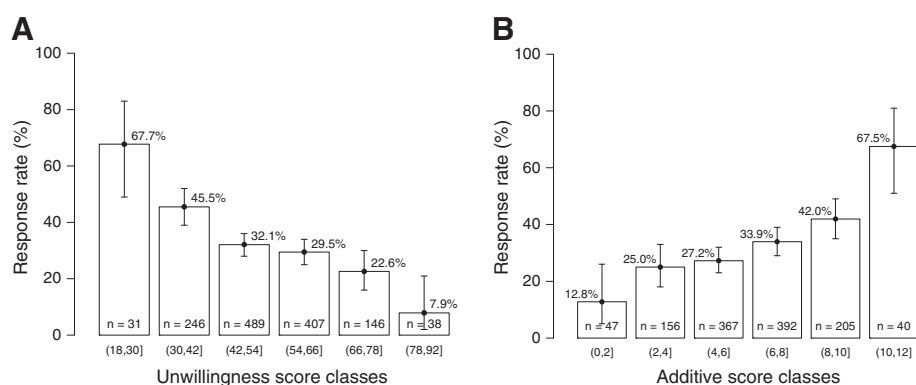 A
Response rate (%)
100
80
60
40
20
0
67.7%
45.5%
32.1%
29.5%
22.6%
7.9%
n = 31
n = 246
n = 489
n = 407
n = 146
n = 38
(18,30]
(30,42]
(42,54]
(54,66]
(66,78]
(78,92]
Unwillingness score classes
B
Response rate (%)
100
80
60
40
20
0
12.8%
25.0%
27.2%
33.9%
42.0%
67.5%
n = 47
n = 156
n = 367
n = 392
n = 205
n = 40
(0,2]
(2,4]
(4,6]
(6,8]
(8,10]
(10,12]
Additive score classes